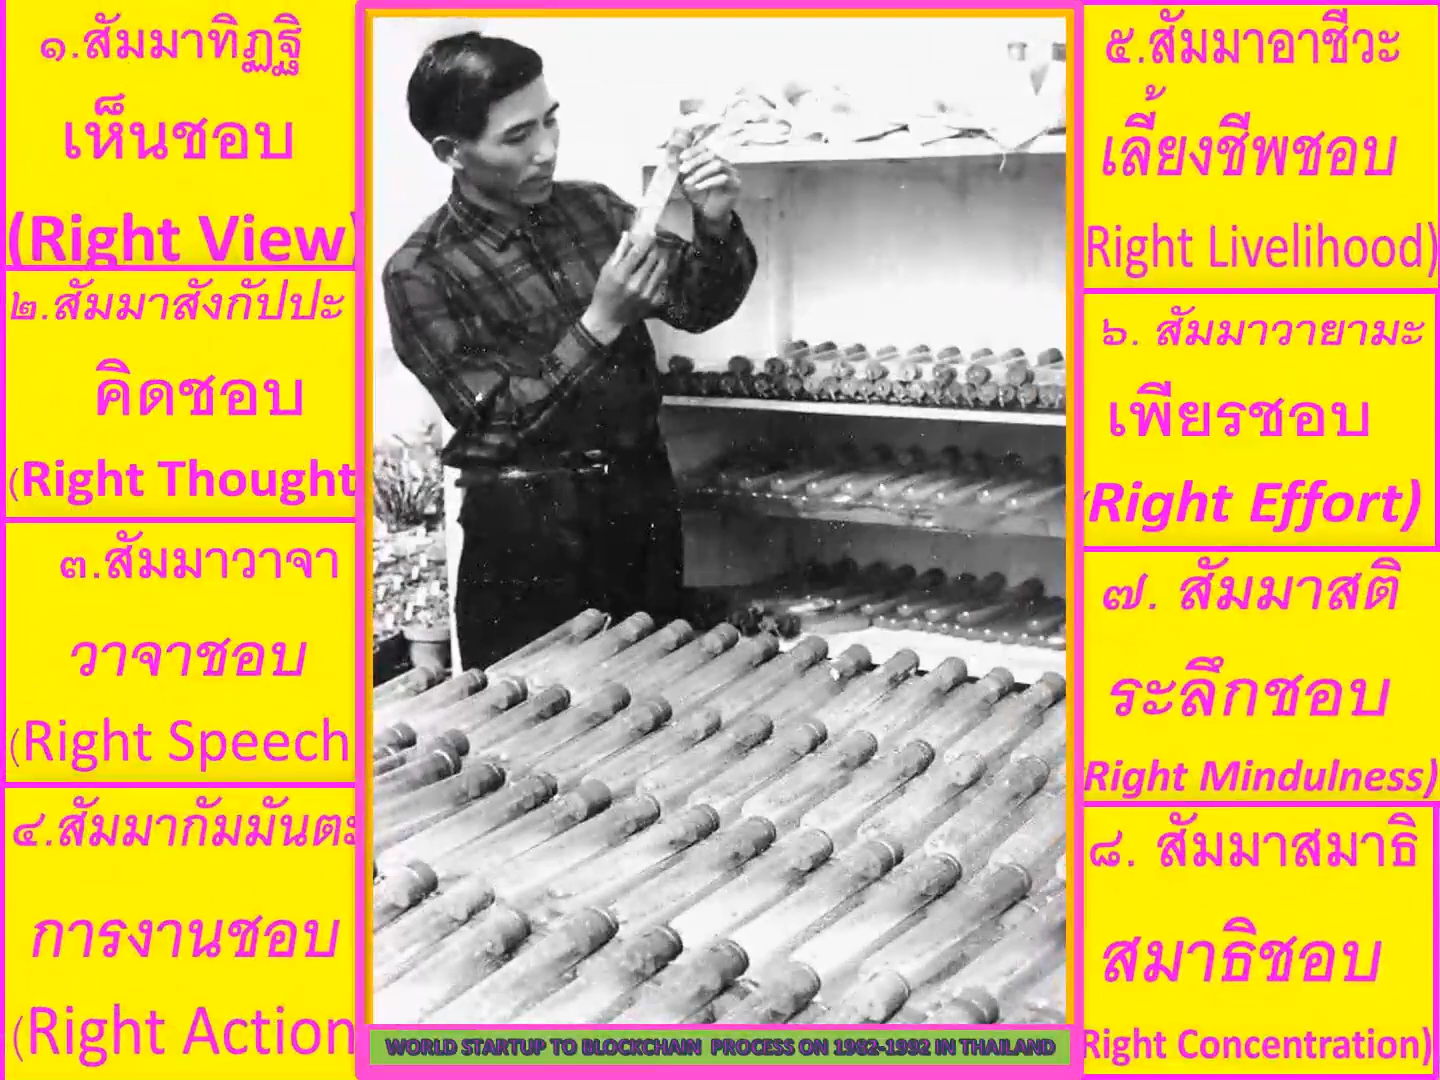 ๑.สัมมาทิฏฐิ
เห็นชอบ
(Right View)
๒.สัมมาสังกัปปะ
คิดชอบ
(Right Thought
๓.สัมมาวาจา
วาจาชอบ
(Right Speech
๔.สัมมากัมมันตะ
การงานชอบ
(Right Action
๕.สัมมาอาชีวะ
เลี้ยงชีพชอบ
Right Livelihood)
๖. สัมมาวายามะ
เพียรชอบ
(Right Effort)
๗. สัมมาสติ
ระลึกชอบ
Right Mindulness)
๘. สัมมาสมาธิ
สมาธิชอบ
Right Concentration)
WORLD STARTUP TO BLOCKCHAIN PROCESS ON 1982-1992 IN THAILAND